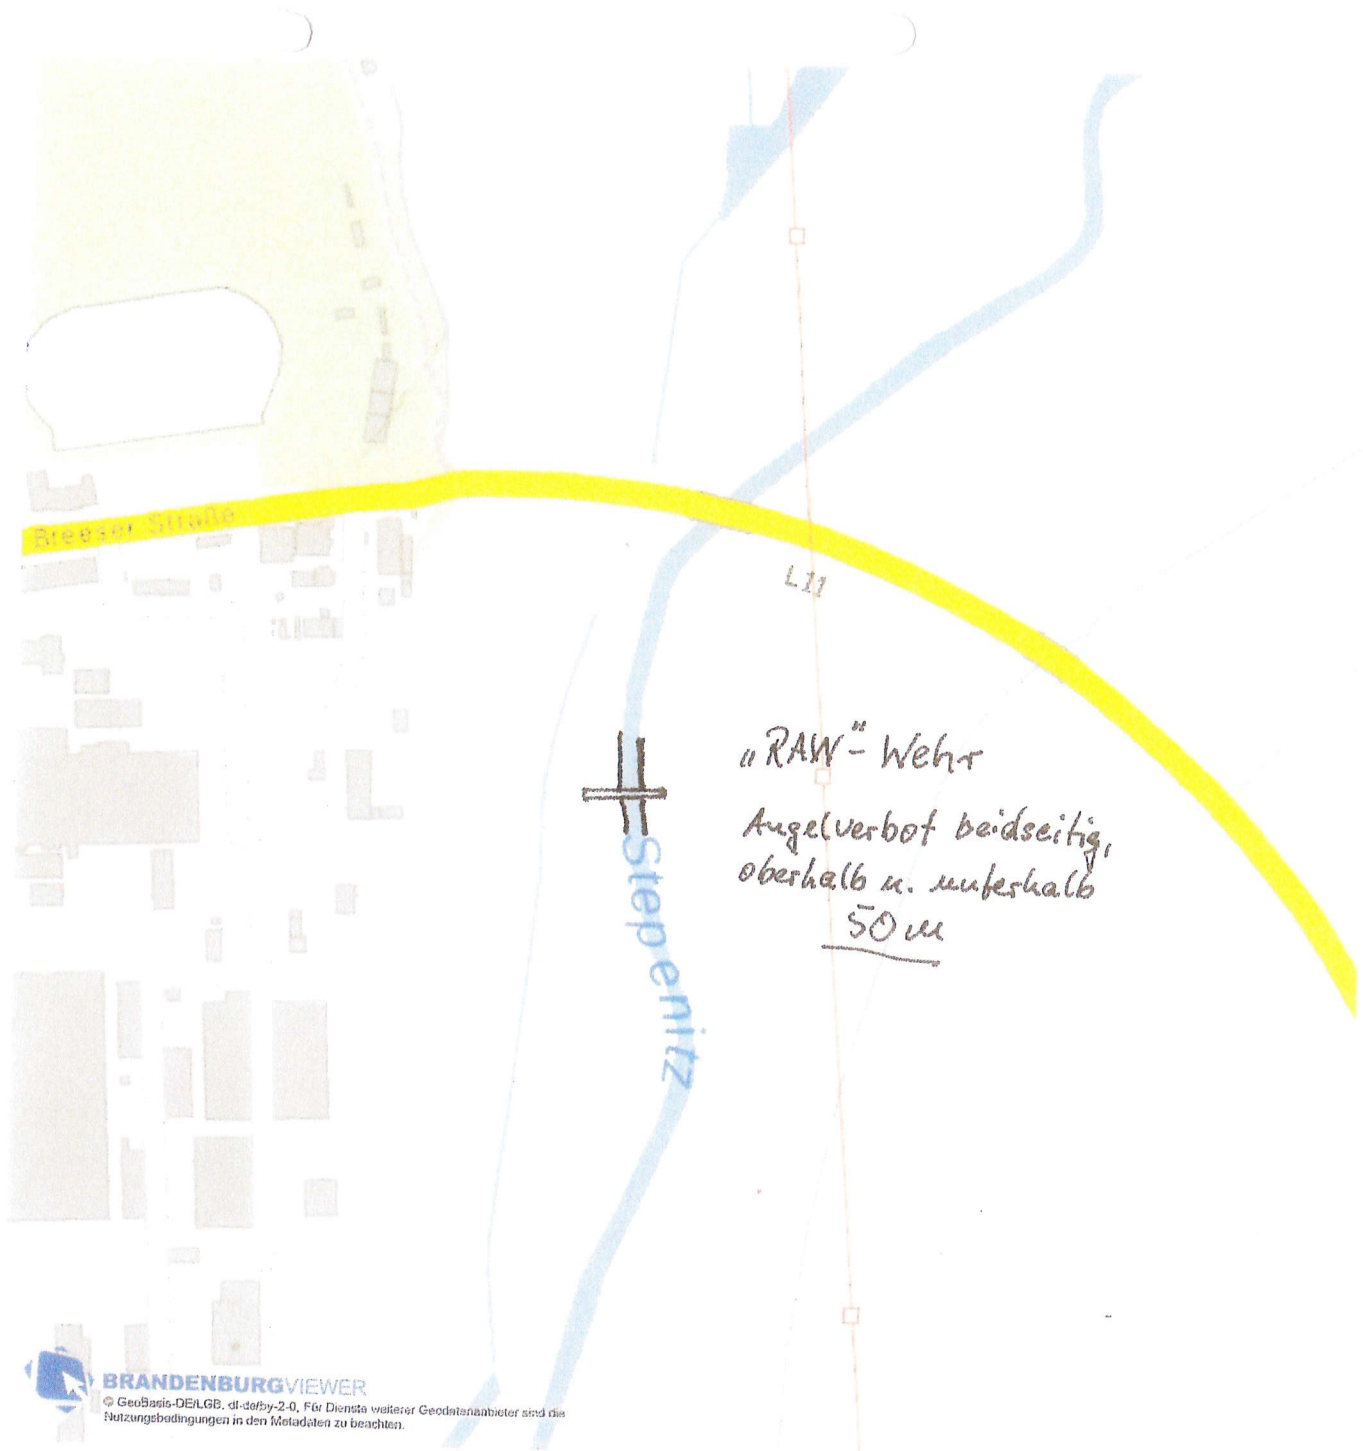 Breeser Straße
L11
„RAW"- Wehr
Angelverbot beidseitig,
oberhalb u. unterhalb
50 m
Stepenitz
BRANDENBURGVIEWER
© GeoBasis-DE/LGB, dl-de/by-2-0, Für Dienste weiterer Geodatenanbieter sind die
Nutzungsbedingungen in den Metadaten zu beachten.